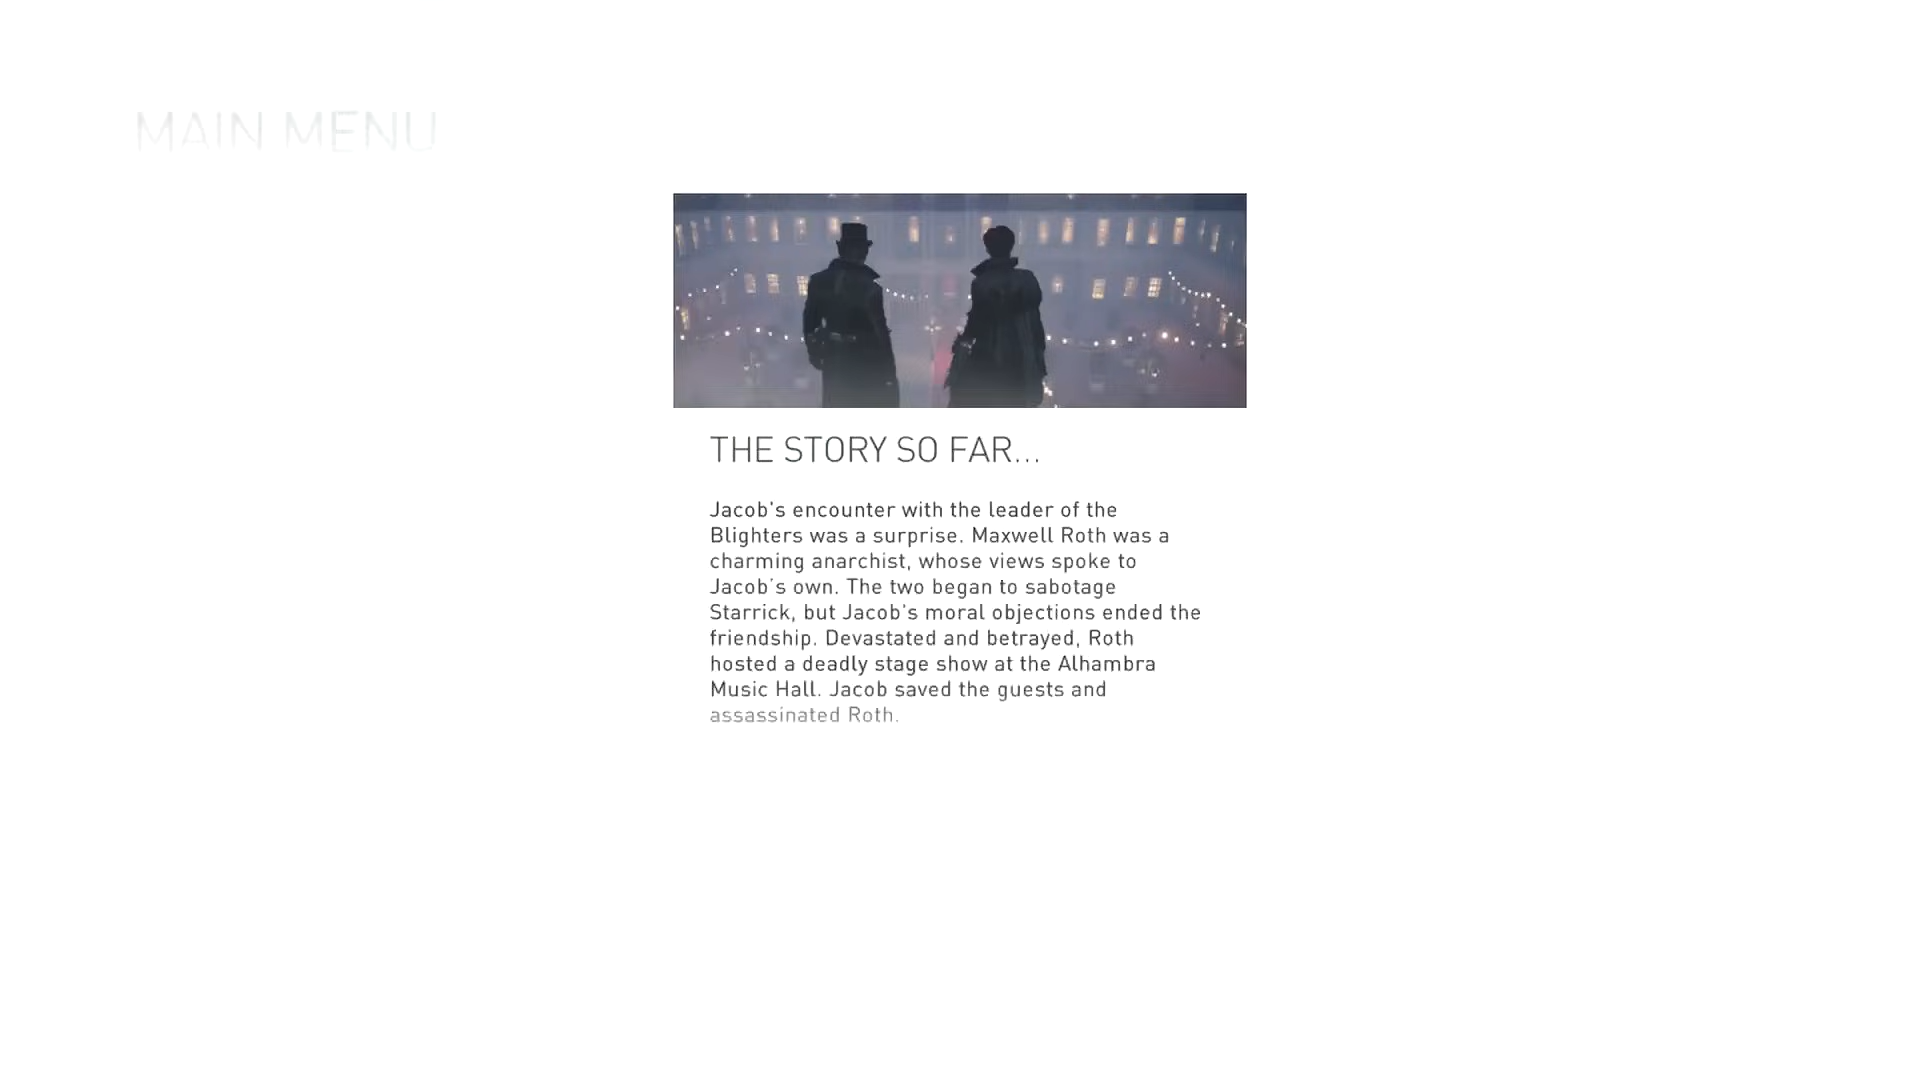 MAIN MENU
THE STORY SO FAR...
Jacob's encounter with the leader of the
Blighters was a surprise. Maxwell Roth was a
charming anarchist, whose views spoke to
Jacob's own. The two began to sabotage
Starrick, but Jacob's moral objections ended the
friendship. Devastated and betrayed, Roth
hosted a deadly stage show at the Alhambra
Music Hall. Jacob saved the guests and
assassinated Roth.